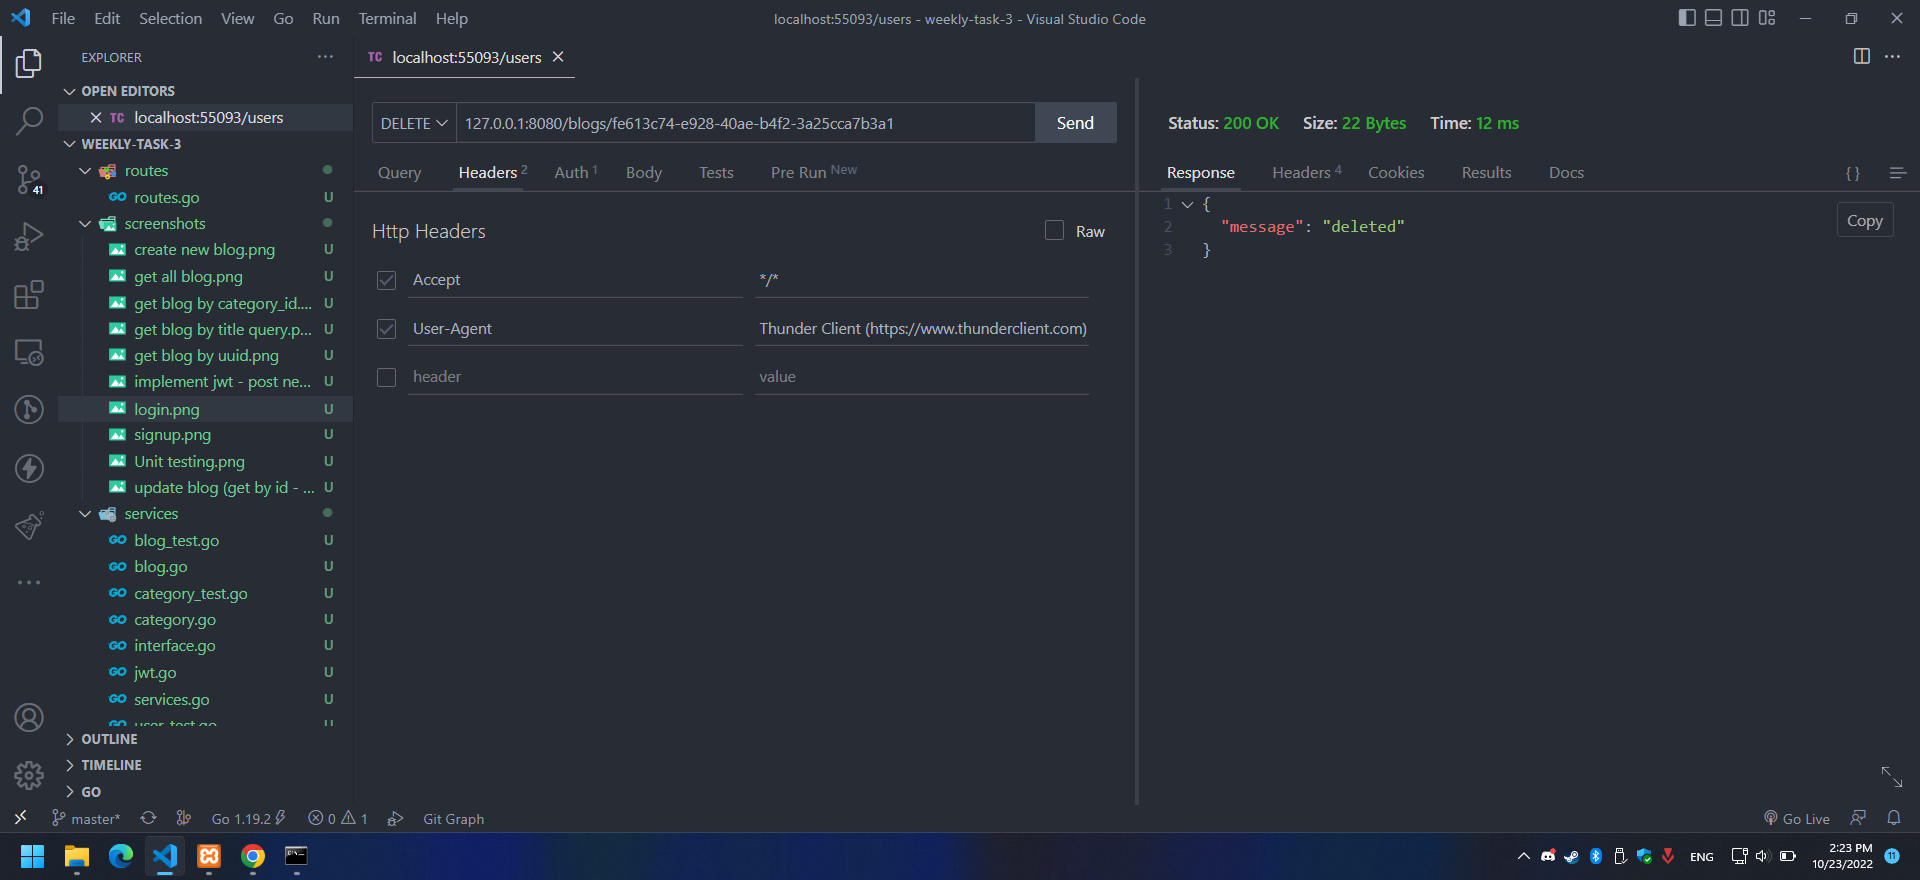 File Edit Selection View Go Run Terminal Help
localhost:55093/users - weekly-task-3 - Visual Studio Code
EXPLORER
OPEN EDITORS
TC localhost:55093/users
WEEKLY-TASK-3
routes
routes.go U
screenshots
create new blog.png U
get all blog.png U
get blog by category_id.... U
get blog by title query.p... U
get blog by uuid.png U
implement jwt - post ne... U
login.png U
signup.png U
Unit testing.png U
update blog (get by id - ... U
services
blog_test.go U
blog.go U
category_test.go U
category.go U
interface.go U
jwt.go U
services.go U
user_test.go U
OUTLINE
TIMELINE
GO
41
TC localhost:55093/users
DELETE 127.0.0.1:8080/blogs/fe613c74-e928-40ae-b4f2-3a25cca7b3a1 Send
Query Headers 2 Auth 1 Body Tests Pre Run New
Http Headers Raw
Accept */*
User-Agent Thunder Client (https://www.thunderclient.com)
header value
Status: 200 OK Size: 22 Bytes Time: 12 ms
Response Headers 4 Cookies Results Docs { }
Copy
1 {
2 "message": "deleted"
3 }
master* Go 1.19.2 0 1 Git Graph Go Live
ENG
2:23 PM
10/23/2022
11